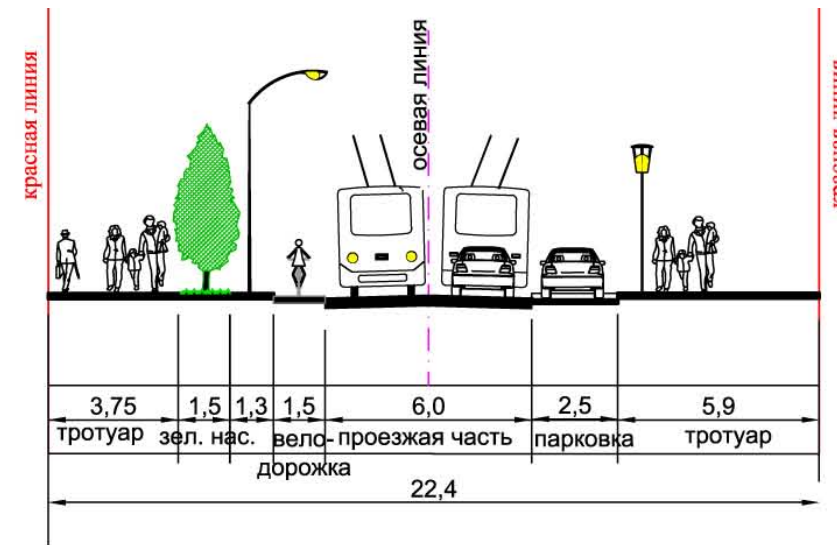 красная линия
осевая линия
красная линия
3,75 1,5 1,3 1,5 6,0 2,5 5,9
тротуар зел. нас. вело- проезжая часть парковка тротуар
дорожка
22,4